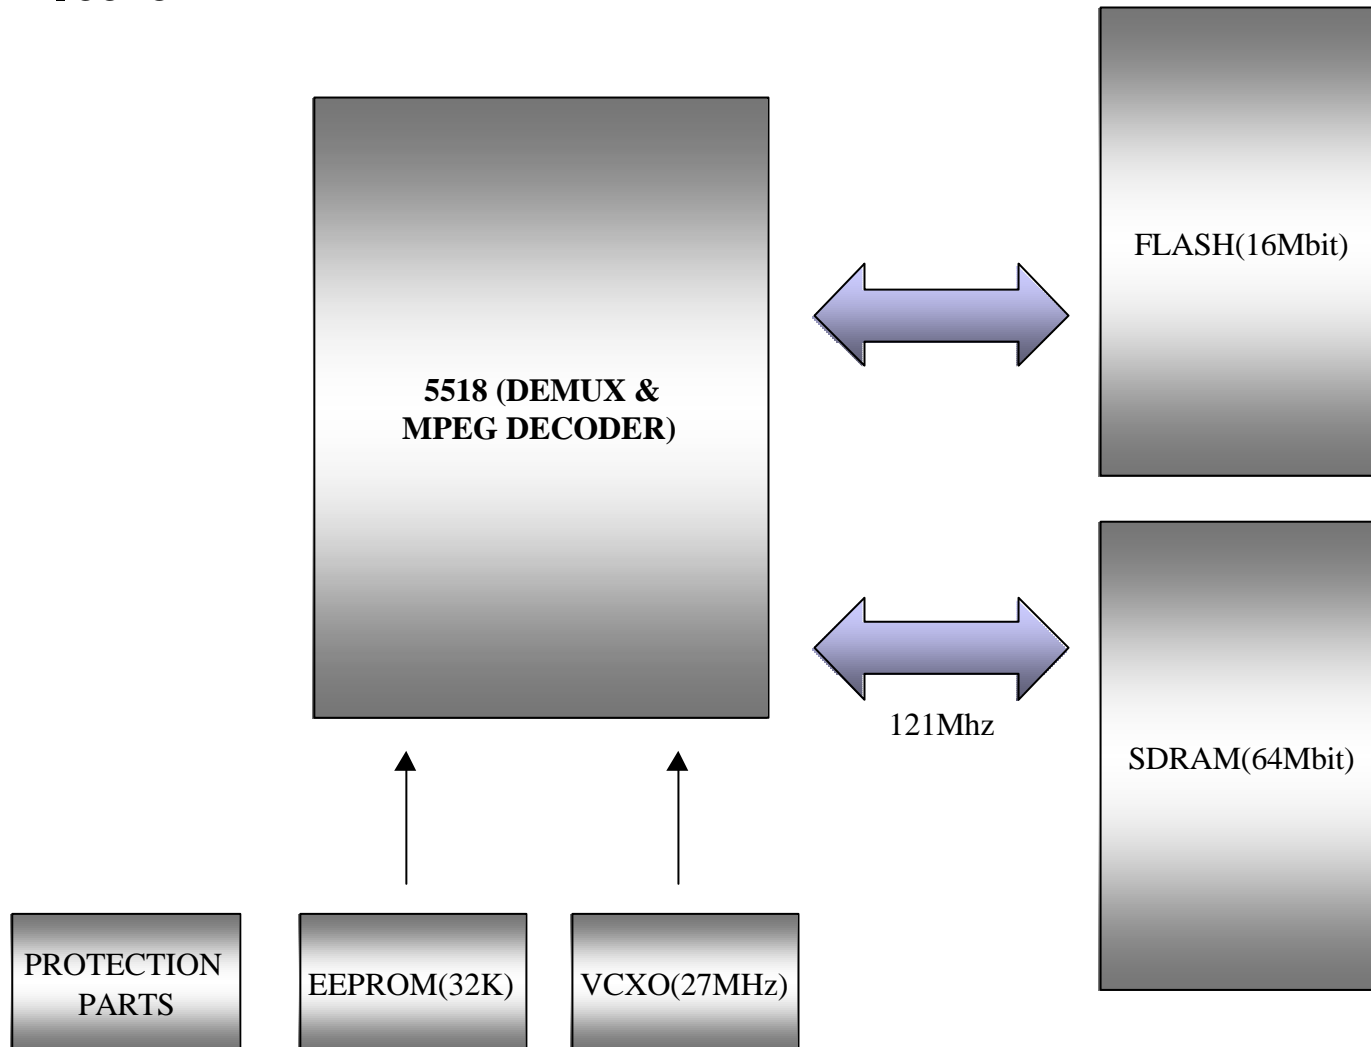 FLASH(16Mbit)
5518 (DEMUX &
MPEG DECODER)
121Mhz
SDRAM(64Mbit)
PROTECTION
PARTS
EEPROM(32K)
VCXO(27MHz)